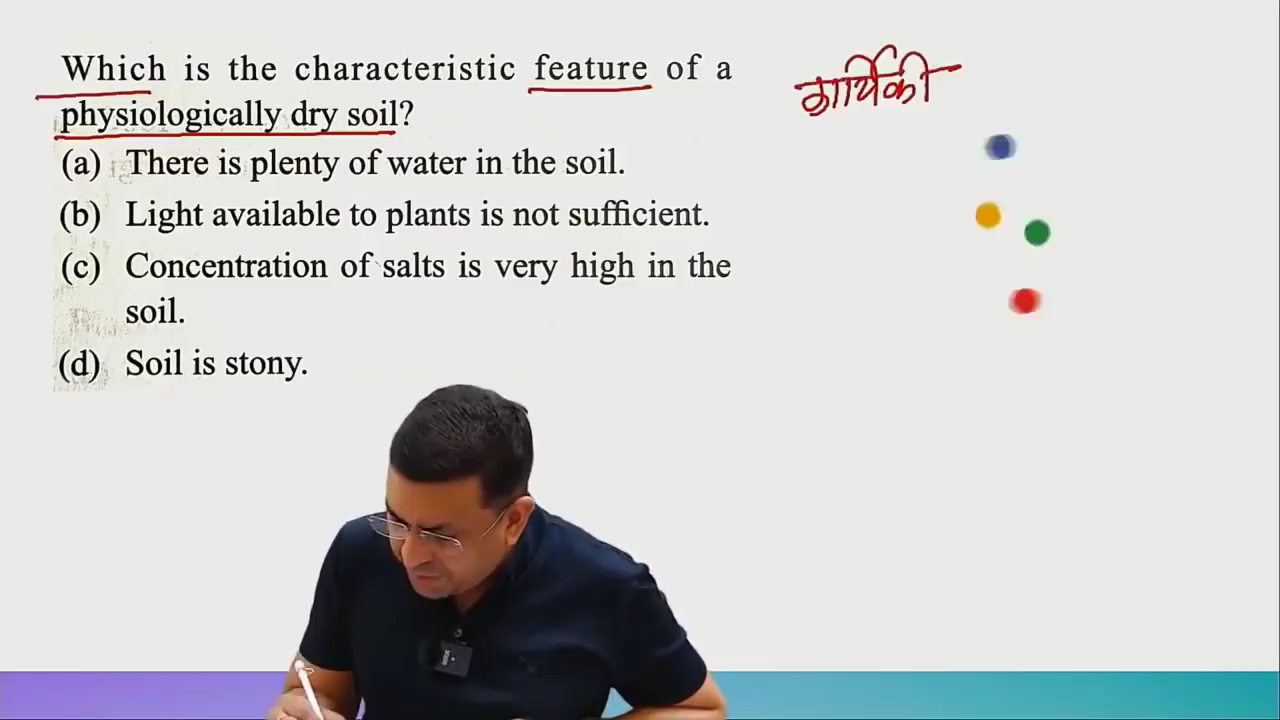 Which is the characteristic feature of a
physiologically dry soil?
(a) There is plenty of water in the soil.
(b) Light available to plants is not sufficient.
(c) Concentration of salts is very high in the
soil.
(d) Soil is stony.
कार्यिकी